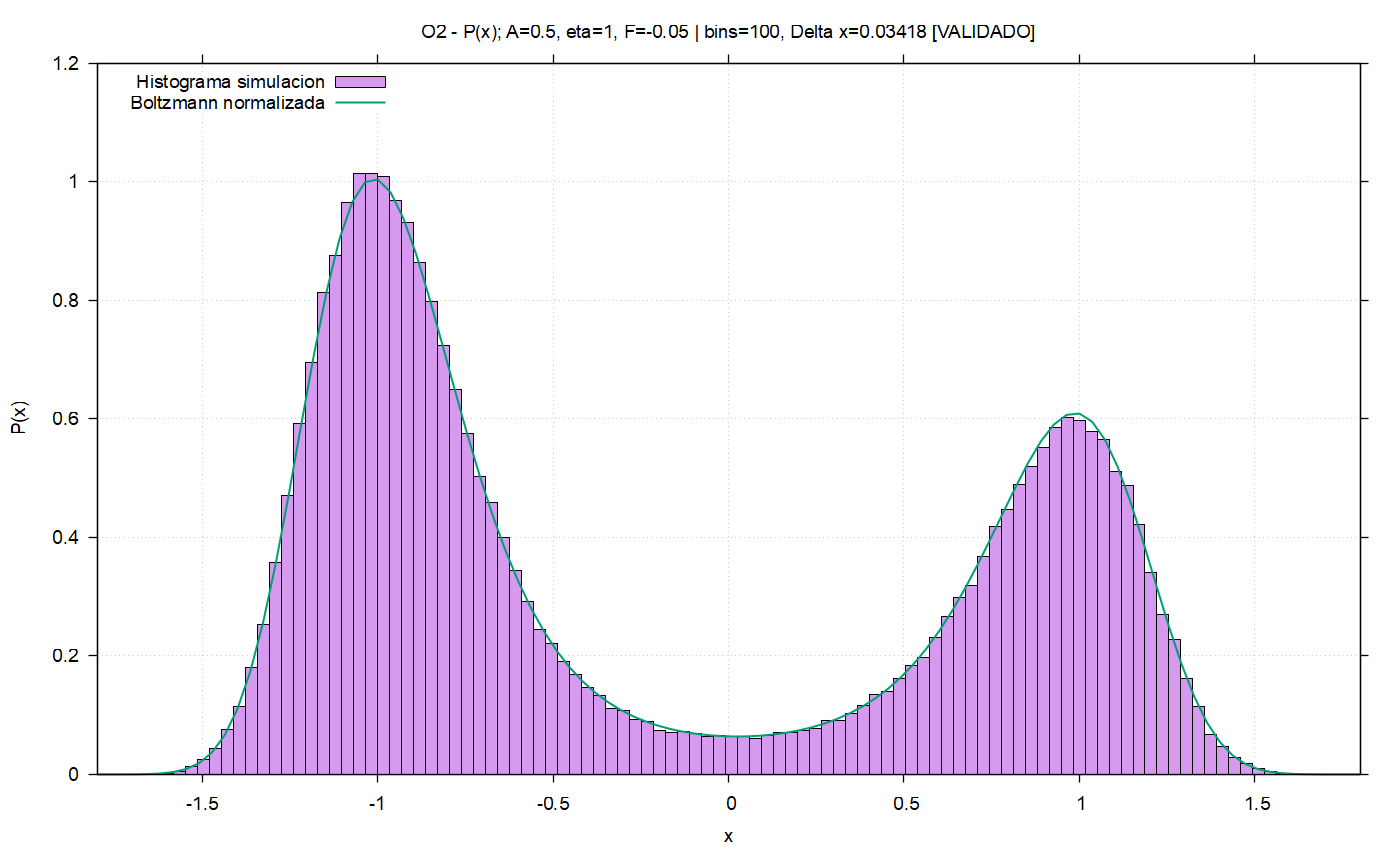 O2 - P(x); A=0.5, eta=1, F=-0.05 | bins=100, Delta x=0.03418 [VALIDADO]
Histograma simulacion
Boltzmann normalizada
1.2
1
0.8
0.6
0.4
0.2
0
P(x)
-1.5 -1 -0.5 0 0.5 1 1.5
x